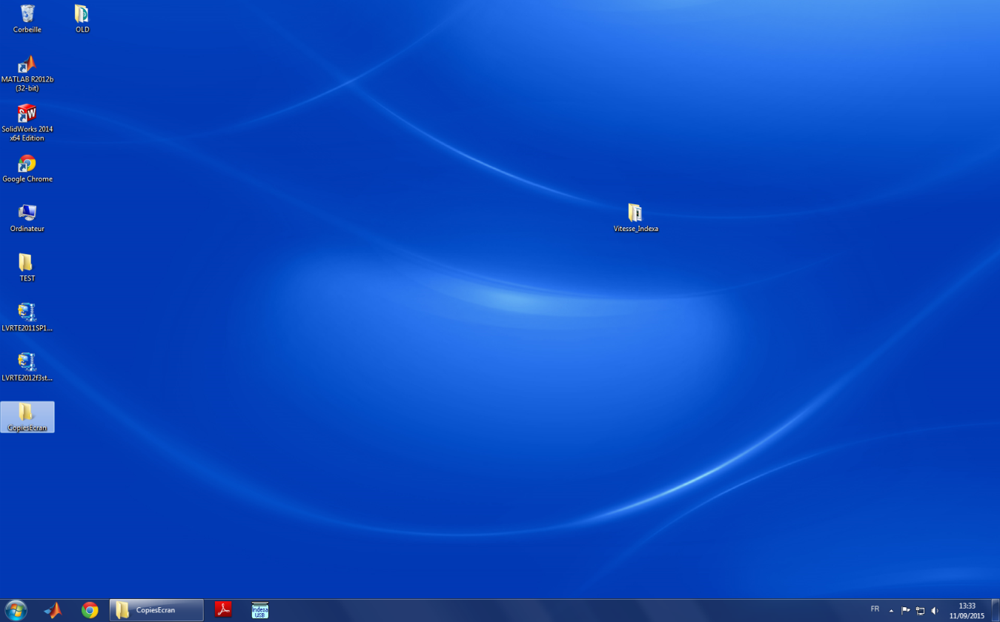 Corbeille
OLD
MATLAB R2012b
(32-bit)
SW
SolidWorks 2014
x64 Edition
Google Chrome
Ordinateur
TEST
LVRTE2011SP1...
LVRTE2012f3st...
CopiesEcran
Vitesse_Indexa
CopiesEcran
Indexa
USB
FR
13:33
11/09/2015